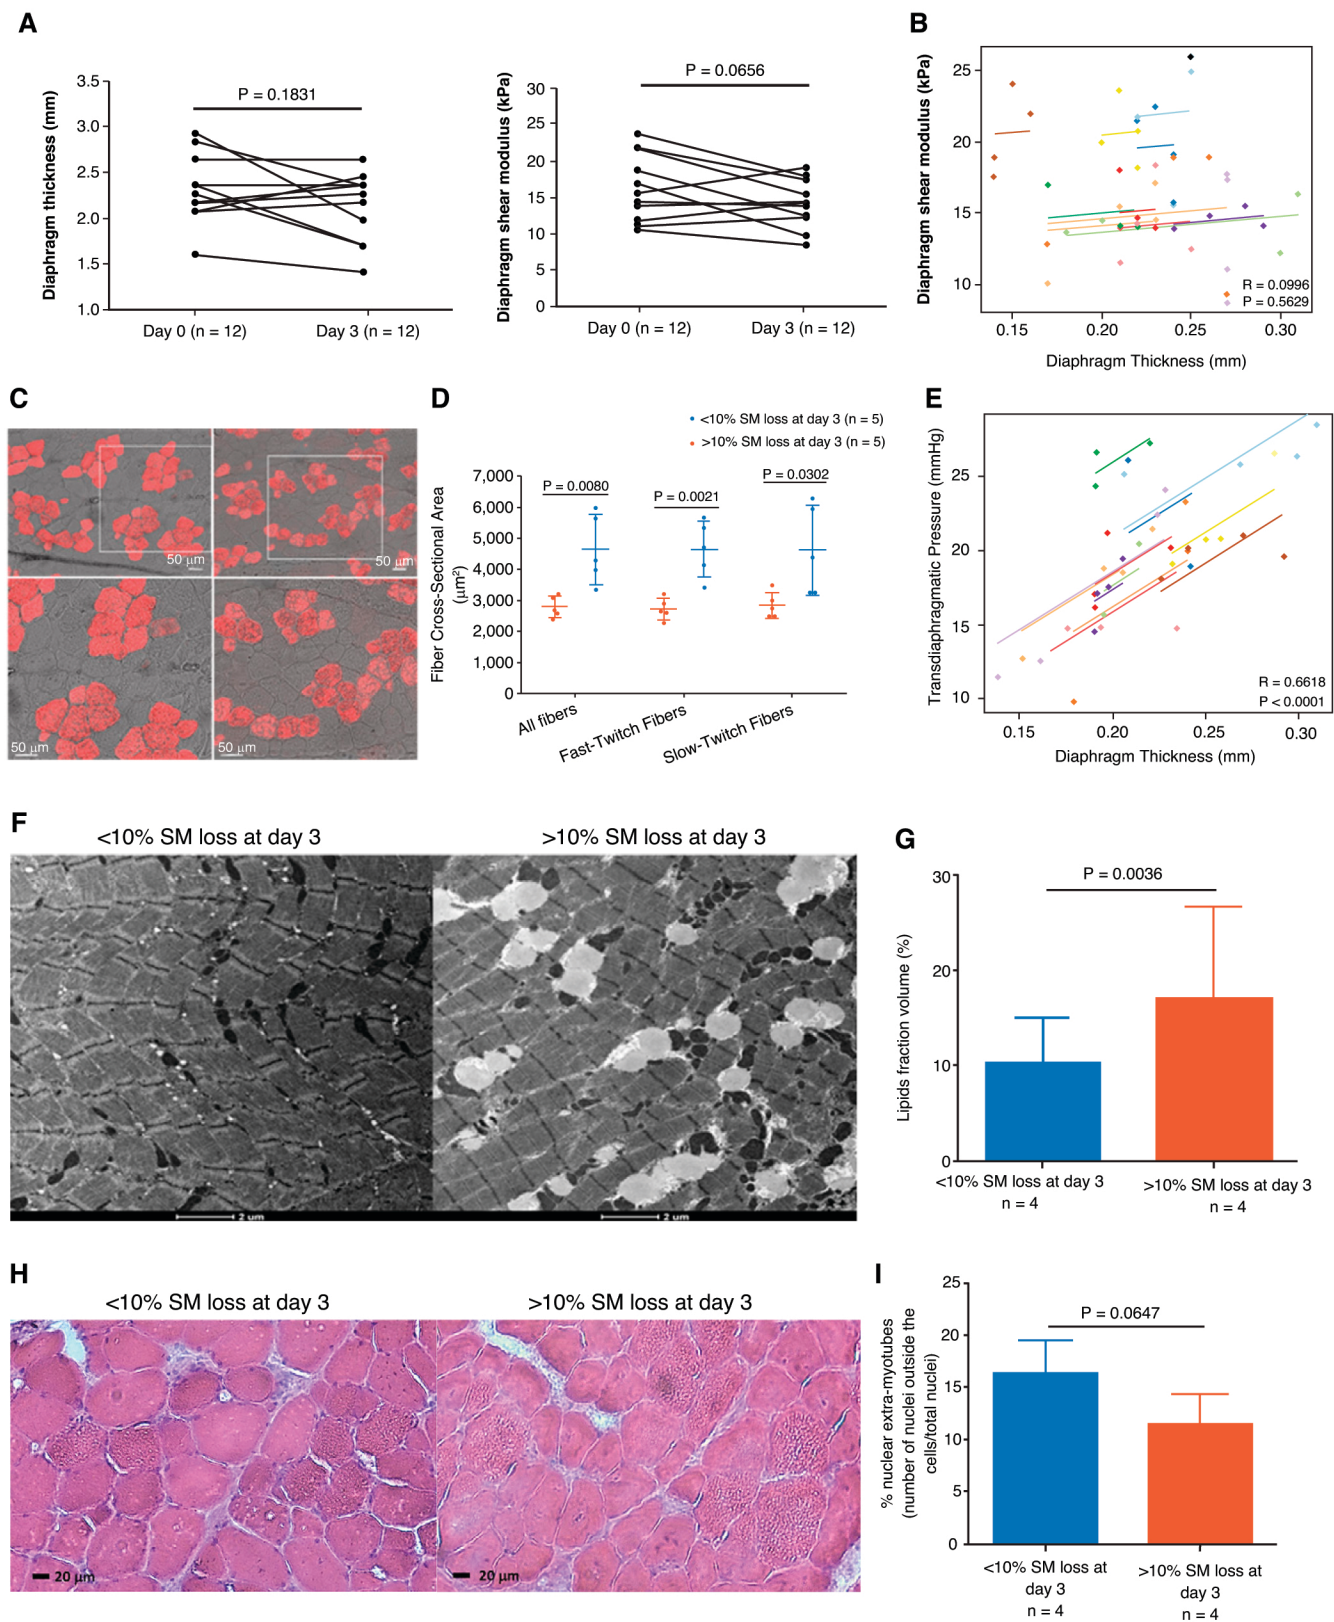 A
Diaphragm thickness (mm)
3.5
3.0
2.5
2.0
1.5
1.0
P = 0.1831
Day 0 (n = 12)
Day 3 (n = 12)
Diaphragm shear modulus (kPa)
30
25
20
15
10
5
0
P = 0.0656
Day 0 (n = 12)
Day 3 (n = 12)
B
Diaphragm shear modulus (kPa)
25
20
15
10
R = 0.0996
P = 0.5629
0.15
0.20
0.25
0.30
Diaphragm Thickness (mm)
C
50 µm
50 µm
50 µm
50 µm
D
<10% SM loss at day 3 (n = 5)
>10% SM loss at day 3 (n = 5)
Fiber Cross-Sectional Area
(µm²)
7,000
6,000
5,000
4,000
3,000
2,000
1,000
0
P = 0.0080
P = 0.0021
P = 0.0302
All fibers
Fast-Twitch Fibers
Slow-Twitch Fibers
E
Transdiaphragmatic Pressure (mmHg)
25
20
15
10
R = 0.6618
P < 0.0001
0.15
0.20
0.25
0.30
Diaphragm Thickness (mm)
F
<10% SM loss at day 3
>10% SM loss at day 3
2 um
2 um
G
Lipids fraction volume (%)
30
20
10
0
P = 0.0036
<10% SM loss at day 3
n = 4
>10% SM loss at day 3
n = 4
H
<10% SM loss at day 3
>10% SM loss at day 3
20 µm
20 µm
I
% nuclear extra-myotubes
(number of nuclei outside the
cells/total nuclei)
25
20
15
10
5
0
P = 0.0647
<10% SM loss at
day 3
n = 4
>10% SM loss at
day 3
n = 4